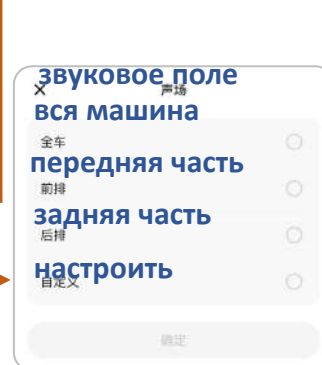 звуковое поле
× 声场
вся машина
全车
передняя часть
前排
задняя часть
后排
настроить
自定义
确定